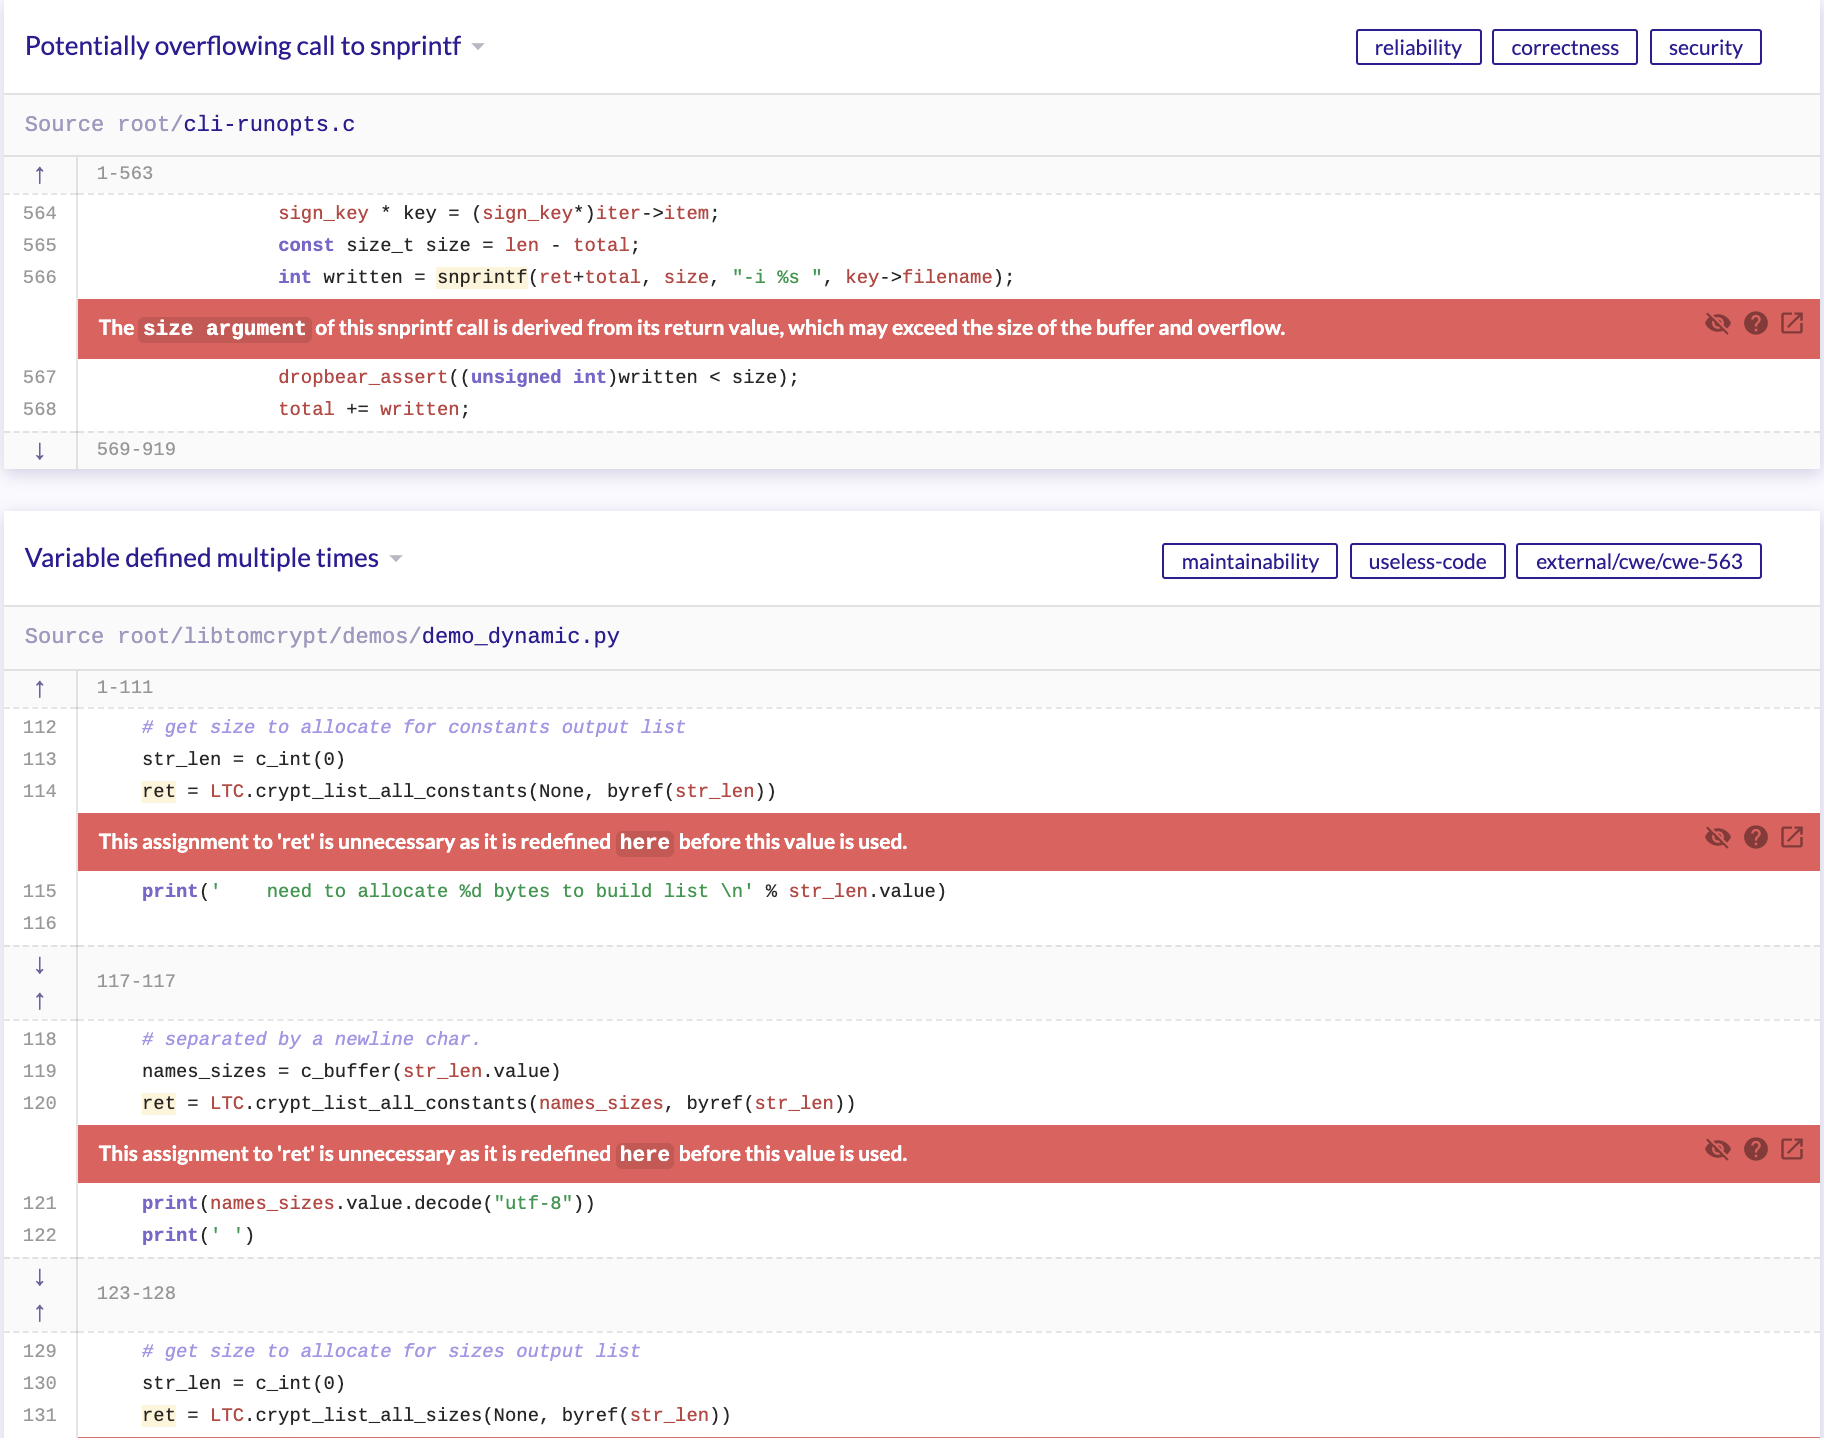 Potentially overflowing call to snprintf
reliability correctness security
Source root/cli-runopts.c
↑ 1-563
564 sign_key * key = (sign_key*)iter->item;
565 const size_t size = len - total;
566 int written = snprintf(ret+total, size, "-i %s ", key->filename);
The size argument of this snprintf call is derived from its return value, which may exceed the size of the buffer and overflow.
567 dropbear_assert((unsigned int)written < size);
568 total += written;
↓ 569-919
Variable defined multiple times
maintainability useless-code external/cwe/cwe-563
Source root/libtomcrypt/demos/demo_dynamic.py
↑ 1-111
112 # get size to allocate for constants output list
113 str_len = c_int(0)
114 ret = LTC.crypt_list_all_constants(None, byref(str_len))
This assignment to 'ret' is unnecessary as it is redefined here before this value is used.
115 print('    need to allocate %d bytes to build list \n' % str_len.value)
116
↓
117-117
↑
118 # separated by a newline char.
119 names_sizes = c_buffer(str_len.value)
120 ret = LTC.crypt_list_all_constants(names_sizes, byref(str_len))
This assignment to 'ret' is unnecessary as it is redefined here before this value is used.
121 print(names_sizes.value.decode("utf-8"))
122 print(' ')
↓
123-128
↑
129 # get size to allocate for sizes output list
130 str_len = c_int(0)
131 ret = LTC.crypt_list_all_sizes(None, byref(str_len))